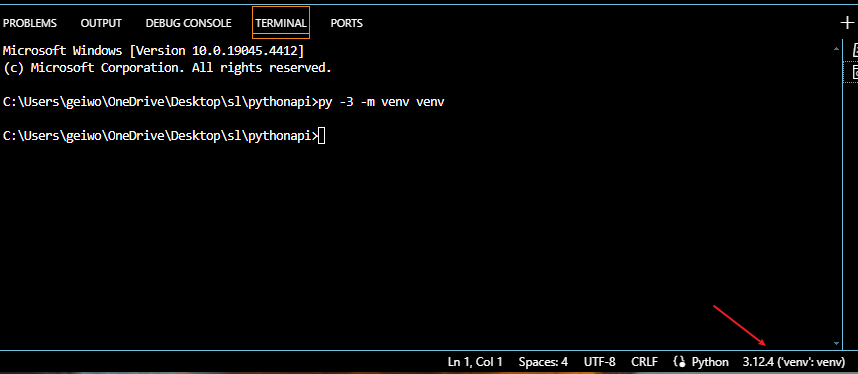 PROBLEMS OUTPUT DEBUG CONSOLE TERMINAL PORTS
Microsoft Windows [Version 10.0.19045.4412]
(c) Microsoft Corporation. All rights reserved.
C:\Users\geiwo\OneDrive\Desktop\sl\pythonapi>py -3 -m venv venv
C:\Users\geiwo\OneDrive\Desktop\sl\pythonapi>
Ln 1, Col 1 Spaces: 4 UTF-8 CRLF Python 3.12.4 ('venv': venv)